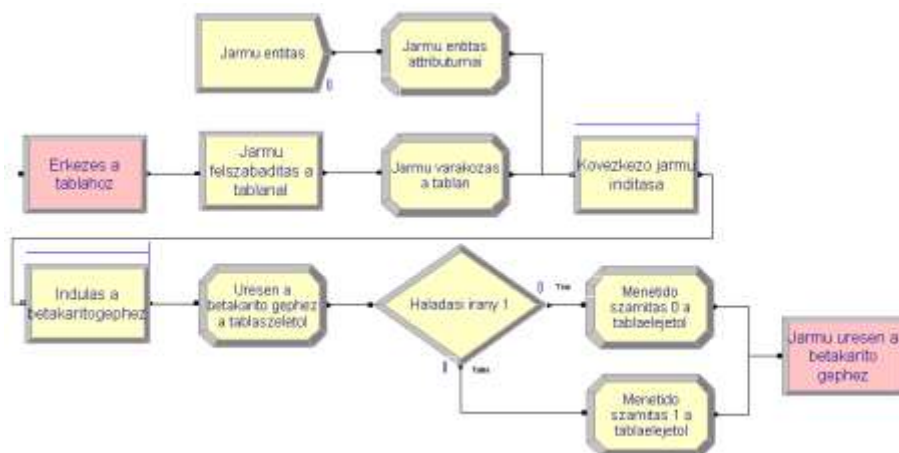 Jarmu entitas
Jarmu entitas
attributumai
Erkezes a
tablahoz
Jarmu
felszabaditas a
tablanal
Jarmu varakozas
a tablan
Kovezkezo jarmu
inditasa
Indulas a
betakaritogephez
Uresen a
betakarito gephez
a tablaszeletol
Haladasi irany 1
0
True
0
False
Menetido
szamitas 0 a
tablaelejetol
Menetido
szamitas 1 a
tablaelejetol
Jarmu uresen a
betakarito
gephez